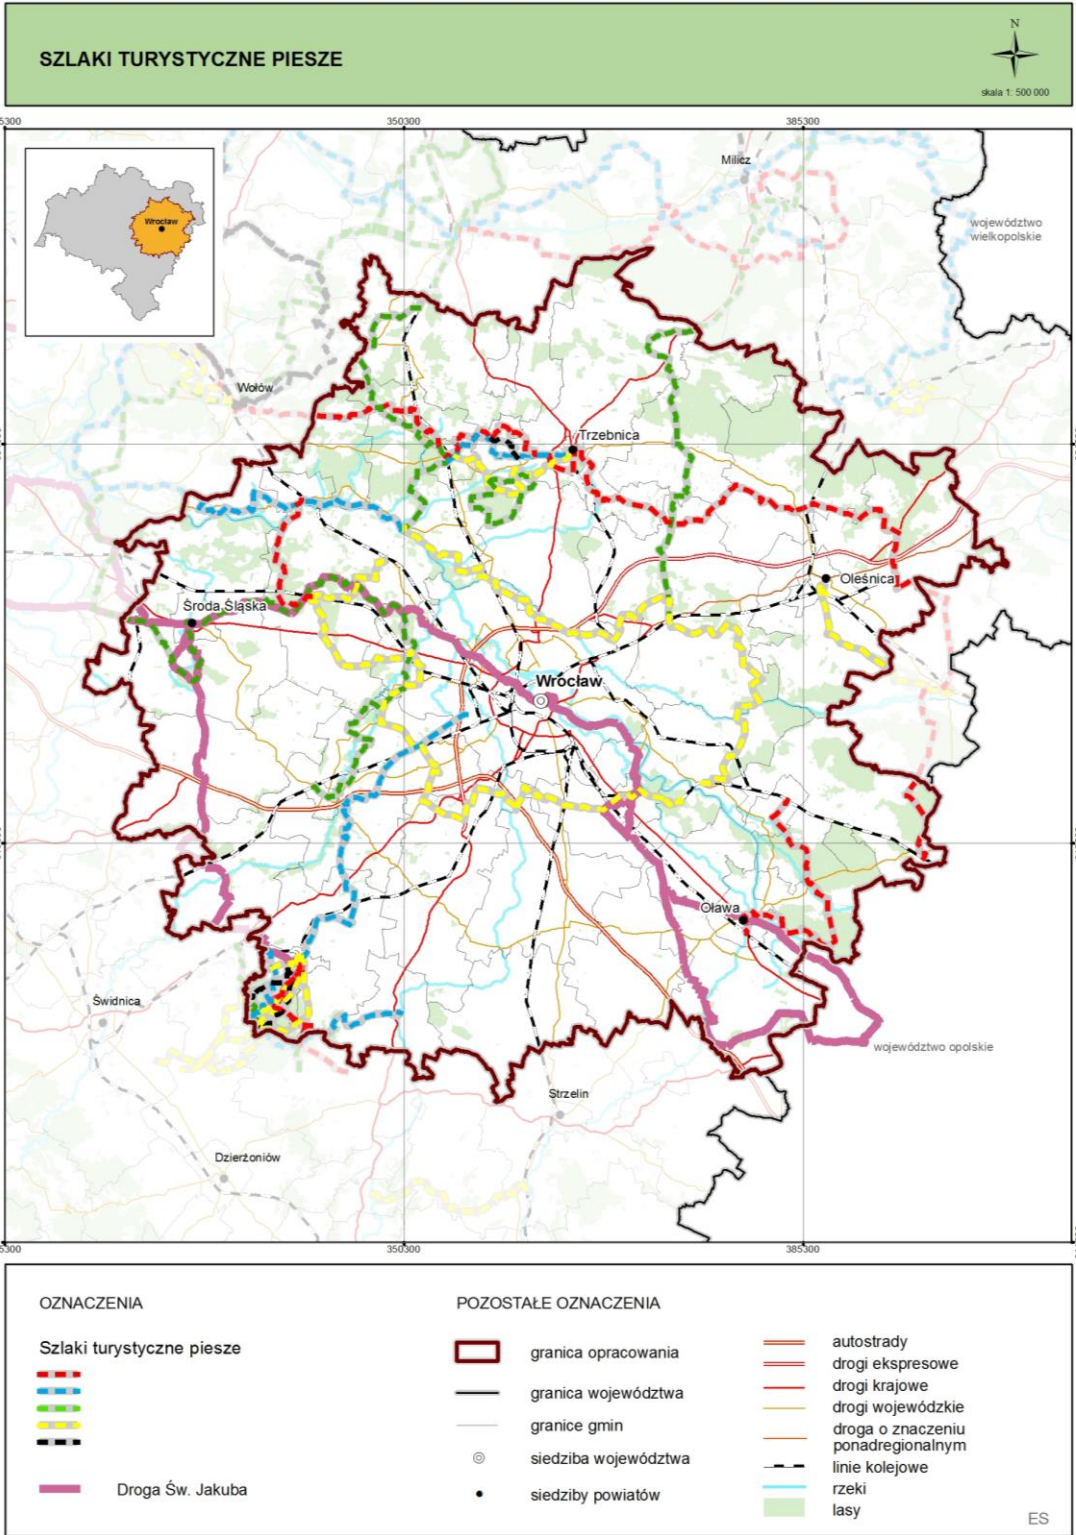 SZLAKI TURYSTYCZNE PIESZE
N
skala 1: 500 000
5300
350300
385300
Wrocław
Milicz
województwo
wielkopolskie
Wołów
Trzebnica
Oleśnica
Środa Śląska
Wrocław
Oława
Świdnica
województwo opolskie
Strzelin
Dzierżoniów
5300
350300
385300
OZNACZENIA
Szlaki turystyczne piesze
Droga Św. Jakuba
POZOSTAŁE OZNACZENIA
granica opracowania
granica województwa
granice gmin
siedziba województwa
siedziby powiatów
autostrady
drogi ekspresowe
drogi krajowe
drogi wojewódzkie
droga o znaczeniu
ponadregionalnym
linie kolejowe
rzeki
lasy
ES